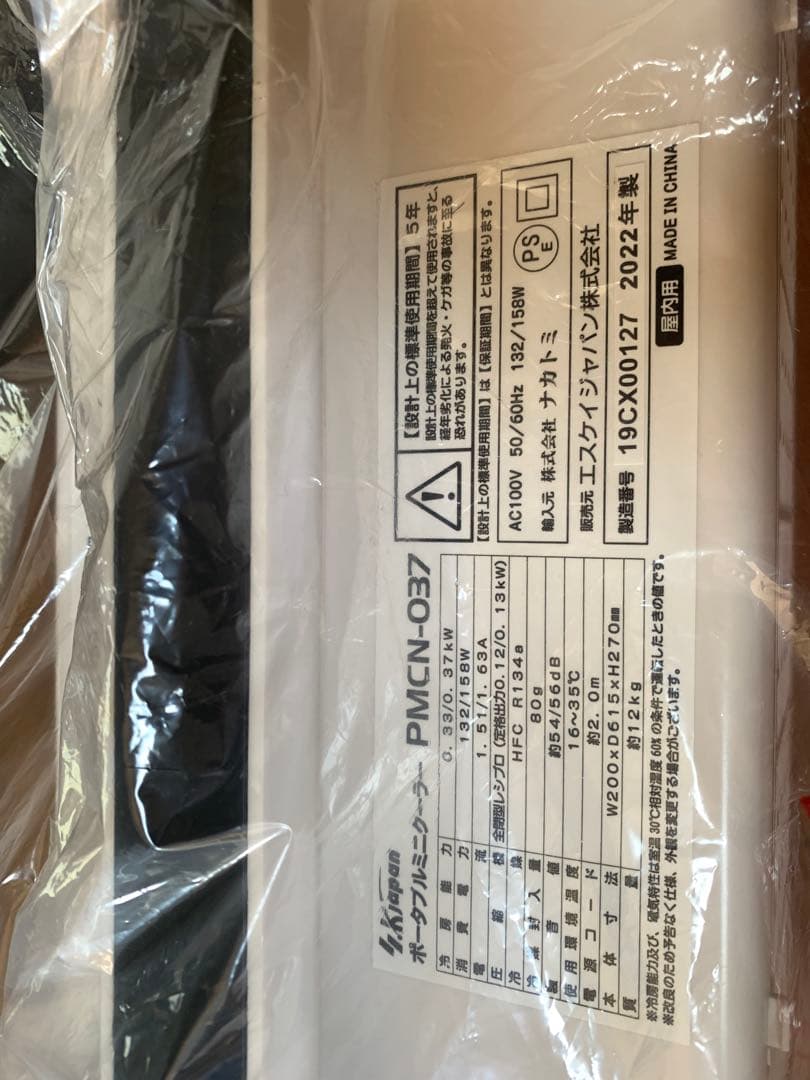 SKJapan
ポータブルミニクーラー PMCN-037
冷房能力 0.33/0.37kW
消費電力 132/158W
電流 1.51/1.63A
圧縮機 全閉型レシプロ (定格出力0.12/0.13kW)
冷媒 HFC R134a
冷媒封入量 80g
騒音値 約54/56dB
使用環境温度 16~35℃
電源コード 約2.0m
本体寸法 W200×D615×H270mm
質量 約12kg
※冷房能力及び、電気特性は室温30℃相対湿度60%の条件で運転したときの値です。
※改良のため予告なく仕様、外観を変更する場合がございます。
【設計上の標準使用期間】5年
設計上の標準使用期間を超えて使用されますと、
経年劣化による発火・ケガ等の事故に至る
恐れがあります。
【設計上の標準使用期間】は【保証期間】とは異なります。
AC100V 50/60Hz 132/158W
PS
E
輸入元 株式会社 ナカトミ
販売元 エスケイジャパン株式会社
製造番号 19CX00127 2022年製
屋内用 MADE IN CHINA